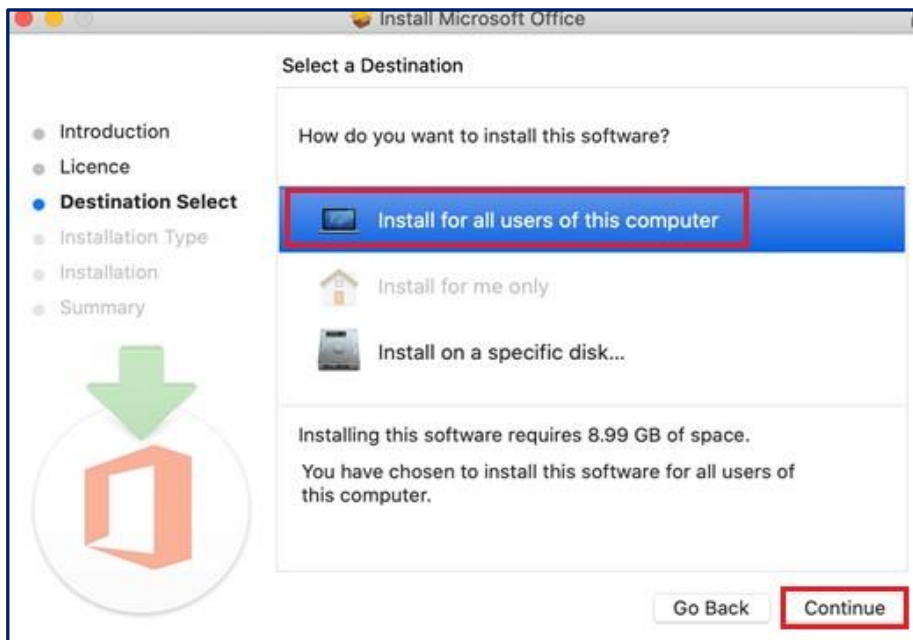 Install Microsoft Office
Select a Destination
Introduction
Licence
Destination Select
Installation Type
Installation
Summary
How do you want to install this software?
Install for all users of this computer
Install for me only
Install on a specific disk...
Installing this software requires 8.99 GB of space.
You have chosen to install this software for all users of
this computer.
Go Back
Continue